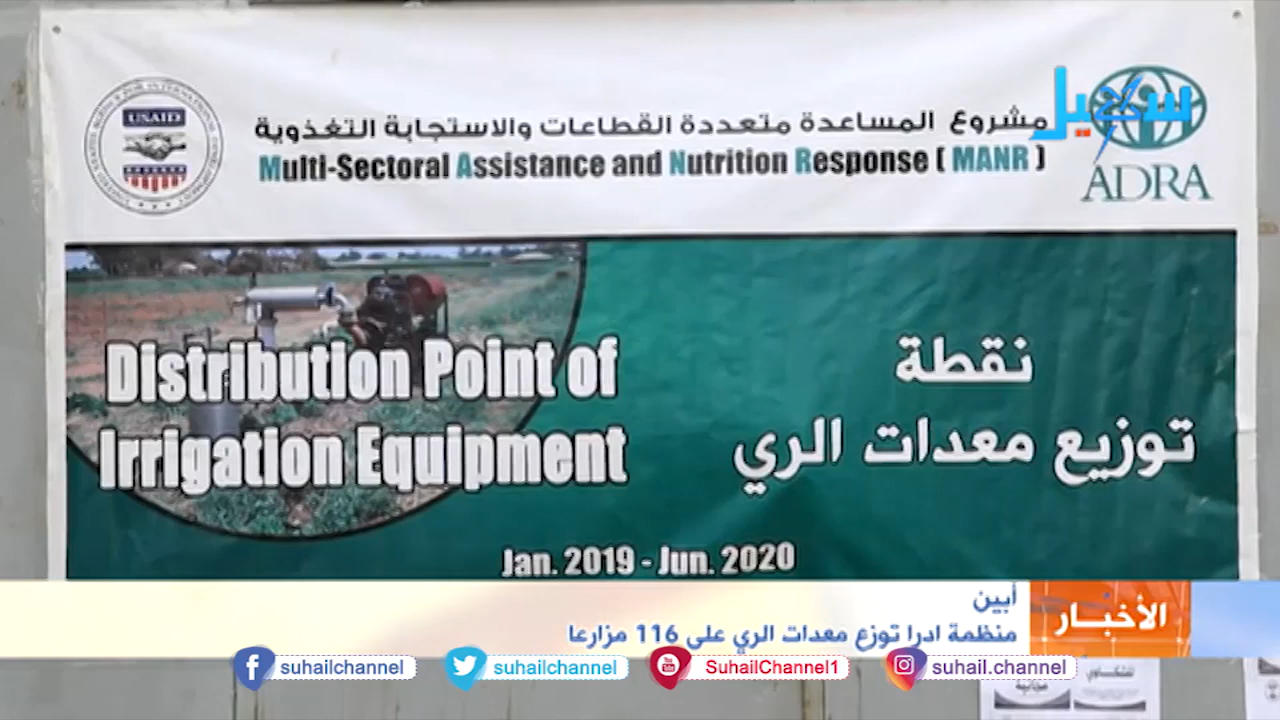 مشروع المساعدة متعددة القطاعات والاستجابة التغذوية
Multi-Sectoral Assistance and Nutrition Response ( MANR )
USAID
سهيل
ADRA
Distribution Point of
Irrigation Equipment
نقطة
توزيع معدات الري
Jan. 2019 - Jun. 2020
الأخبار
أبين
منظمة ادرا توزع معدات الري على 116 مزارعا
suhailchannel
suhailchannel
SuhailChannel1
suhail.channel
للشكاوي
مجانية